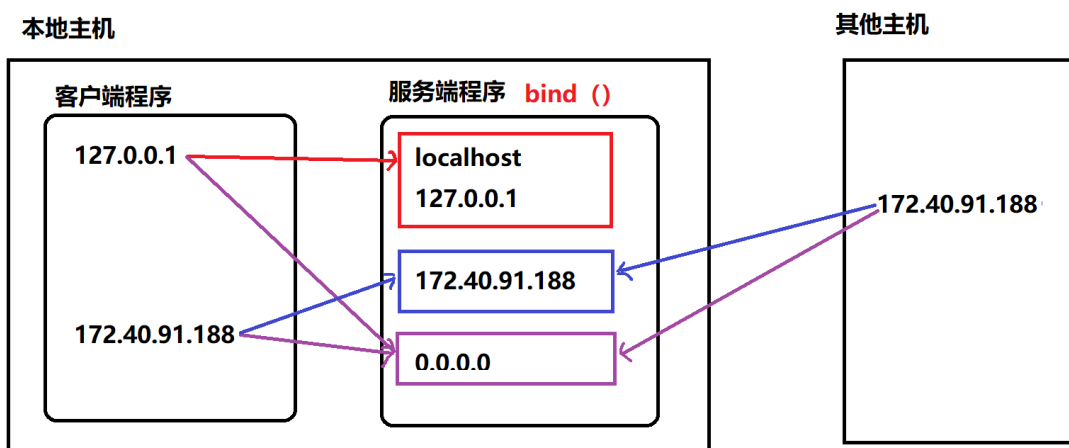 本地主机
其他主机
客户端程序
服务端程序 bind（）
127.0.0.1
localhost
127.0.0.1
172.40.91.188
172.40.91.188
172.40.91.188
0.0.0.0